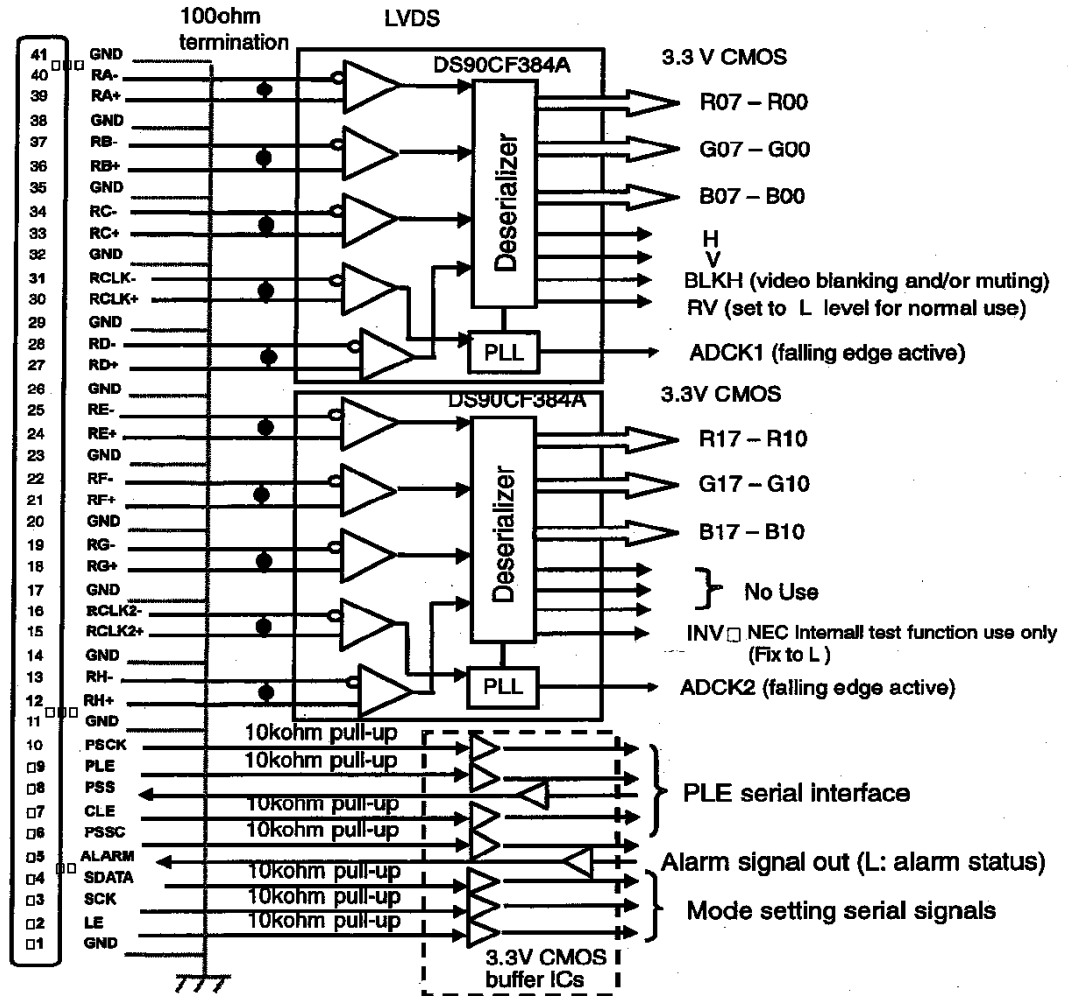 100ohm
termination
LVDS
41 GND
40 RA-
39 RA+
38 GND
37 RB-
36 RB+
35 GND
34 RC-
33 RC+
32 GND
31 RCLK-
30 RCLK+
29 GND
28 RD-
27 RD+
26 GND
25 RE-
24 RE+
23 GND
22 RF-
21 RF+
20 GND
19 RG-
18 RG+
17 GND
16 RCLK2-
15 RCLK2+
14 GND
13 RH-
12 RH+
11 GND
10 PSCK
□9 PLE
□8 PSS
□7 CLE
□6 PSSC
□5 ALARM
□4 SDATA
□3 SCK
□2 LE
□1 GND
□□□
□□□
□□
DS90CF384A
Deserializer
PLL
3.3 V CMOS
R07 – R00
G07 – G00
B07 – B00
H
V
BLKH (video blanking and/or muting)
RV (set to L level for normal use)
ADCK1 (falling edge active)
DS90CF384A
Deserializer
PLL
3.3V CMOS
R17 – R10
G17 – G10
B17 – B10
No Use
INV□ NEC Internall test function use only
(Fix to L )
ADCK2 (falling edge active)
10kohm pull-up
10kohm pull-up
10kohm pull-up
10kohm pull-up
10kohm pull-up
10kohm pull-up
10kohm pull-up
PLE serial interface
Alarm signal out (L: alarm status)
Mode setting serial signals
3.3V CMOS
buffer ICs